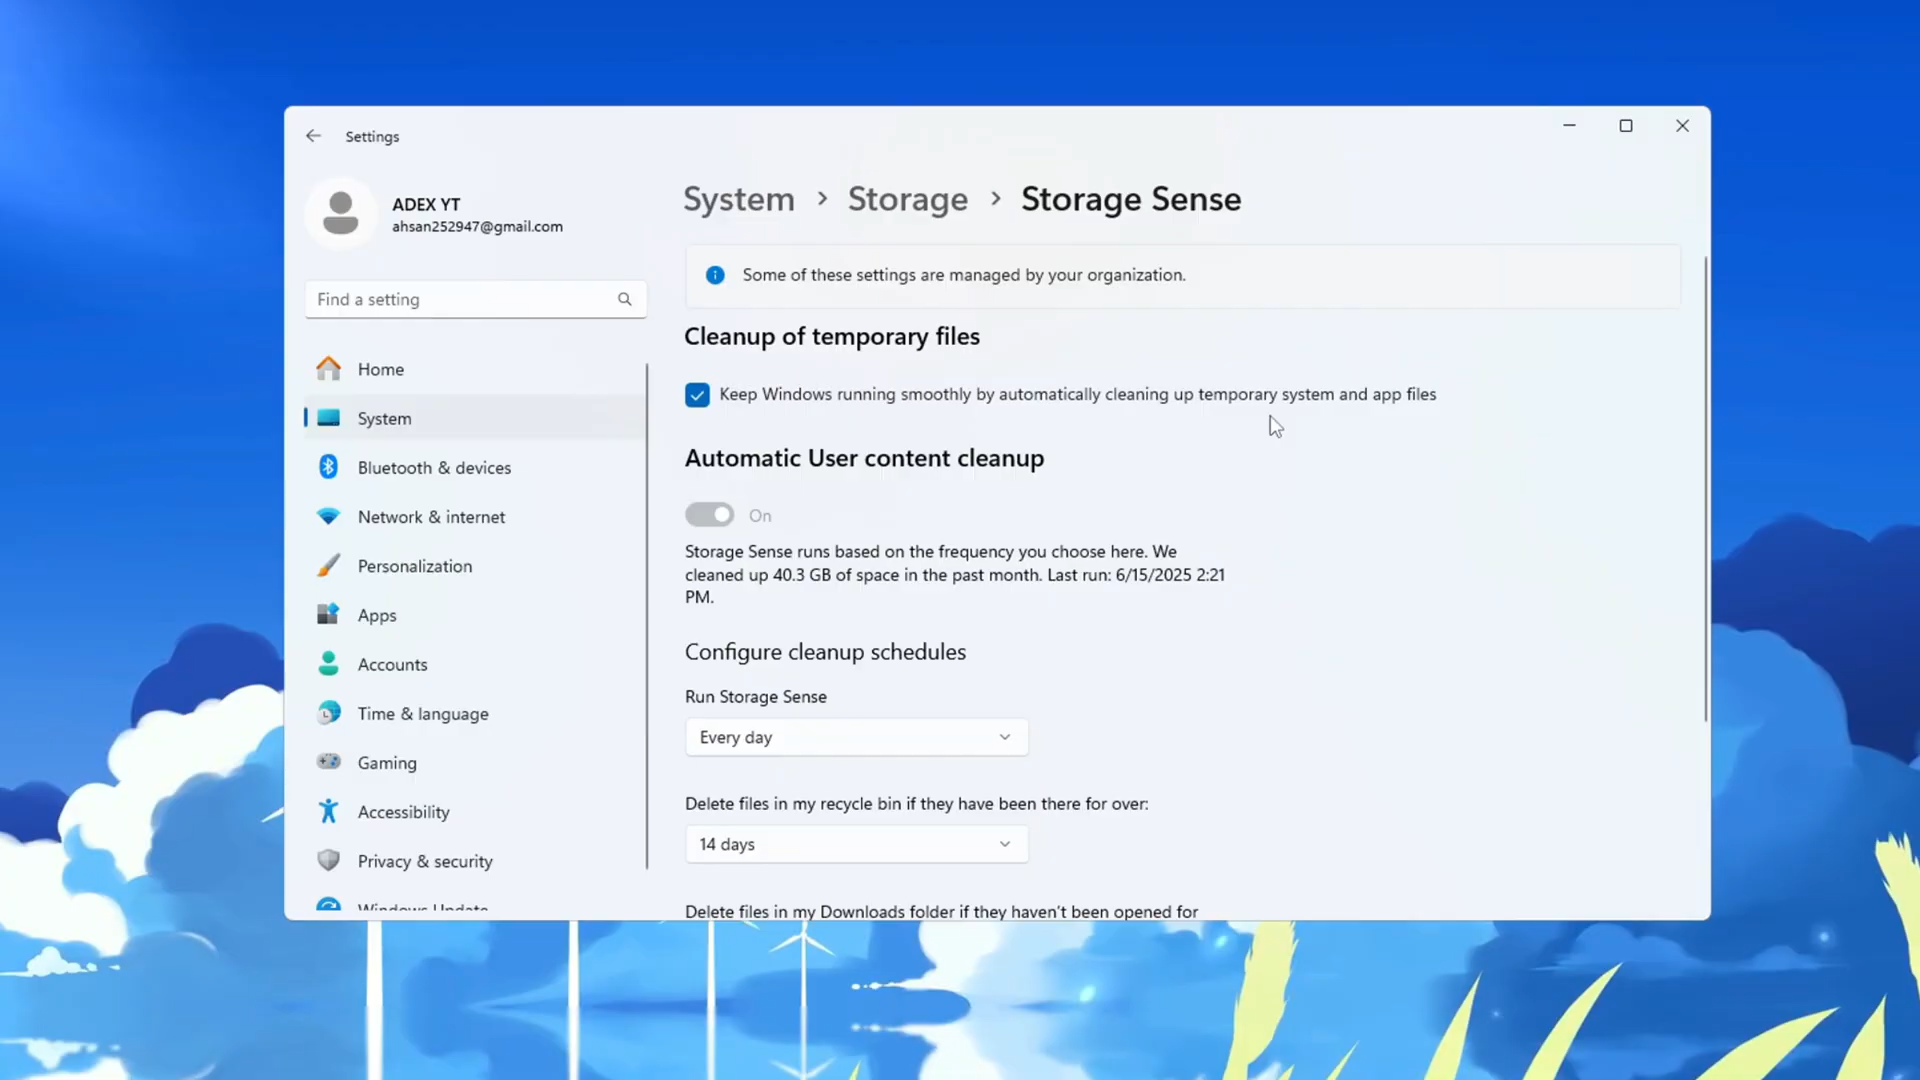 Settings
ADEX YT
ahsan252947@gmail.com
Find a setting
Home
System
Bluetooth & devices
Network & internet
Personalization
Apps
Accounts
Time & language
Gaming
Accessibility
Privacy & security
Windows Update
System > Storage > Storage Sense
Some of these settings are managed by your organization.
Cleanup of temporary files
Keep Windows running smoothly by automatically cleaning up temporary system and app files
Automatic User content cleanup
On
Storage Sense runs based on the frequency you choose here. We
cleaned up 40.3 GB of space in the past month. Last run: 6/15/2025 2:21
PM.
Configure cleanup schedules
Run Storage Sense
Every day
Delete files in my recycle bin if they have been there for over:
14 days
Delete files in my Downloads folder if they haven't been opened for